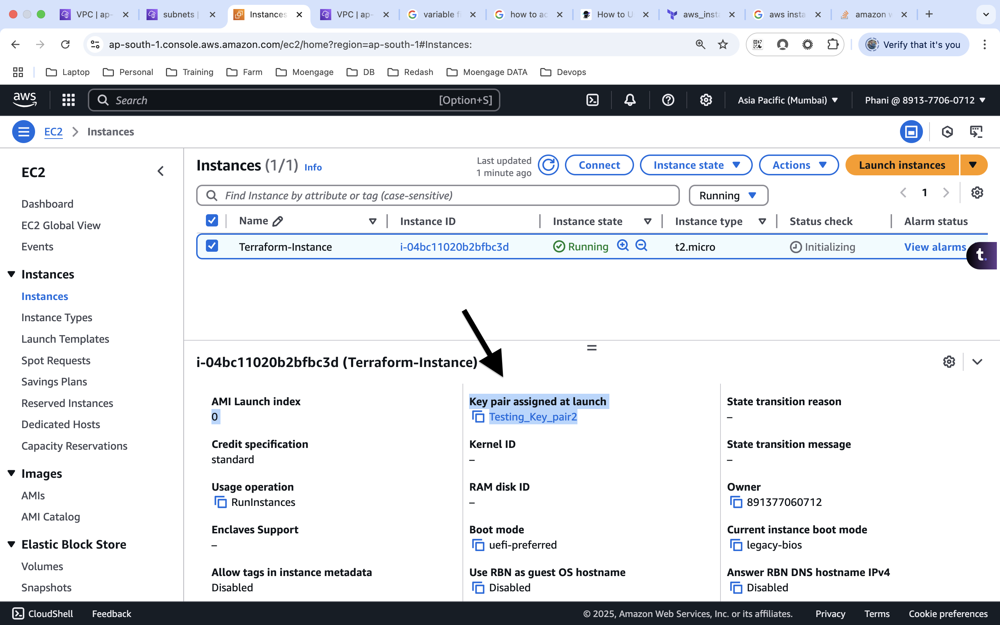 VPC | ap-
subnets |
Instances
VPC | ap-
variable fi
how to ac
How to U
aws_insta
aws insta
amazon w
ap-south-1.console.aws.amazon.com/ec2/home?region=ap-south-1#Instances:
Verify that it's you
Laptop
Personal
Training
Farm
Moengage
DB
Redash
Moengage DATA
Devops
aws
Search
[Option+S]
Asia Pacific (Mumbai)
Phani @ 8913-7706-0712
EC2
Instances
EC2
Dashboard
EC2 Global View
Events
Instances
Instances
Instance Types
Launch Templates
Spot Requests
Savings Plans
Reserved Instances
Dedicated Hosts
Capacity Reservations
Images
AMIs
AMI Catalog
Elastic Block Store
Volumes
Snapshots
Instances (1/1) Info
Last updated
1 minute ago
Connect
Instance state
Actions
Launch instances
Find Instance by attribute or tag (case-sensitive)
Running
1
Name
Instance ID
Instance state
Instance type
Status check
Alarm status
Terraform-Instance
i-04bc11020b2bfbc3d
Running
t2.micro
Initializing
View alarms
t.
i-04bc11020b2bfbc3d (Terraform-Instance)
AMI Launch index
0
Key pair assigned at launch
Testing_Key_pair2
State transition reason
–
Credit specification
standard
Kernel ID
–
State transition message
–
Usage operation
RunInstances
RAM disk ID
–
Owner
891377060712
Enclaves Support
–
Boot mode
uefi-preferred
Current instance boot mode
legacy-bios
Allow tags in instance metadata
Disabled
Use RBN as guest OS hostname
Disabled
Answer RBN DNS hostname IPv4
Disabled
CloudShell
Feedback
© 2025, Amazon Web Services, Inc. or its affiliates.
Privacy
Terms
Cookie preferences